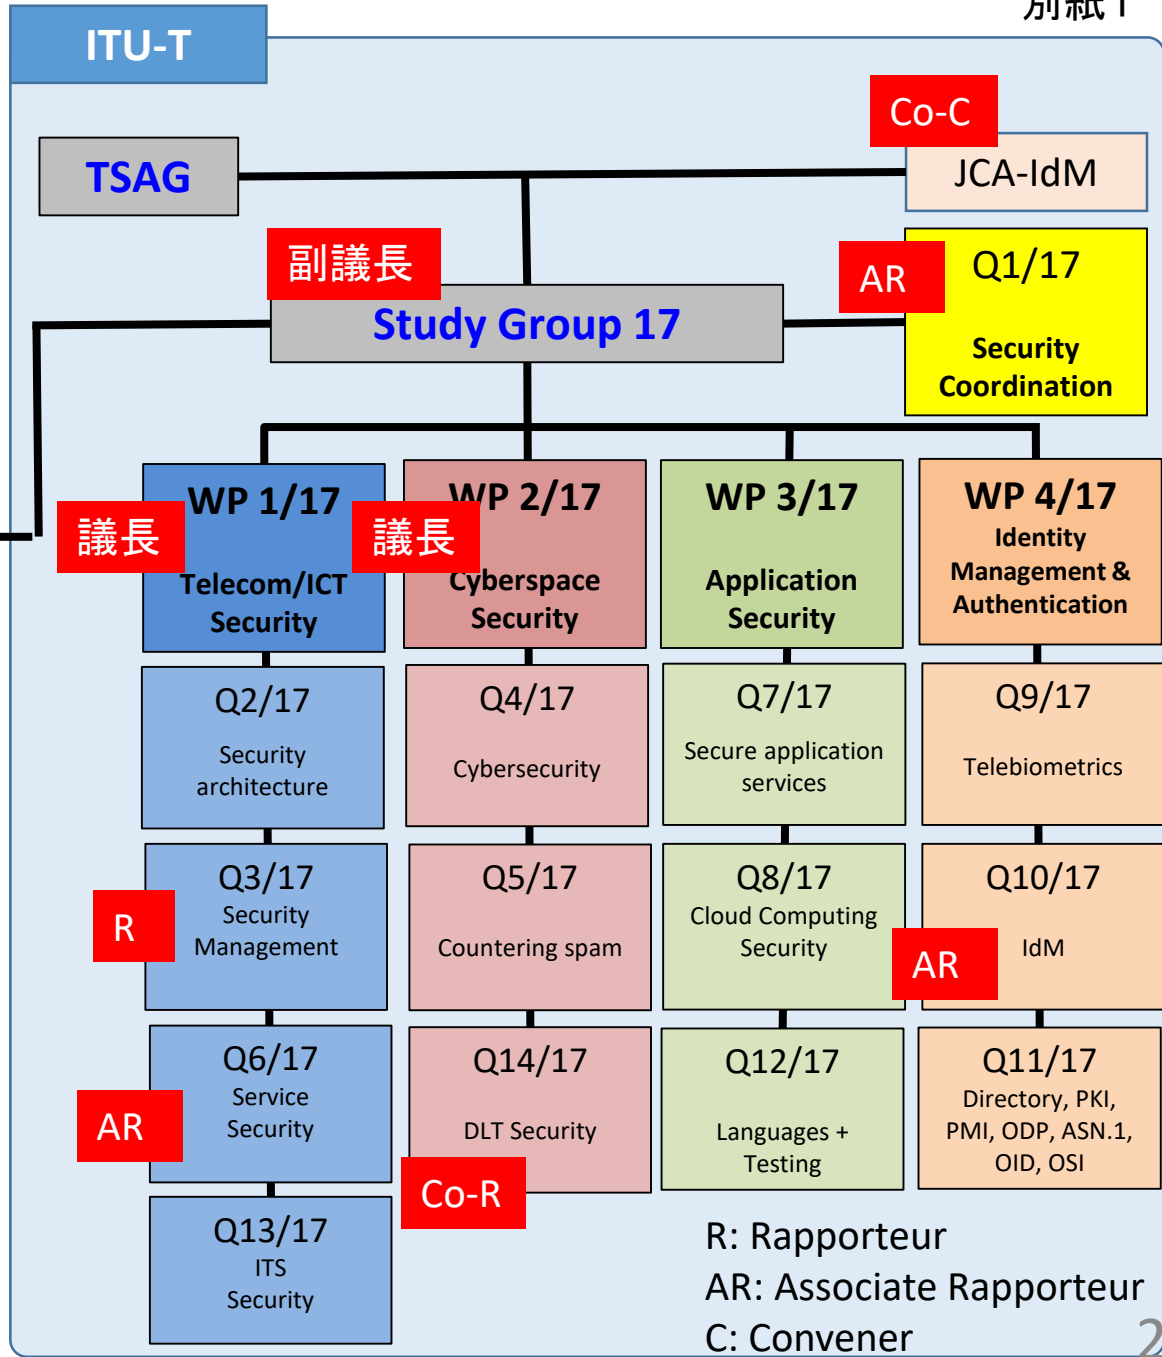 別紙1
ITU-T
Co-C
TSAG
JCA-IdM
副議長
AR
Q1/17
Study Group 17
Security
Coordination
WP 1/17
議長
Telecom/ICT
Security
WP 2/17
議長
Cyberspace
Security
WP 3/17
Application
Security
WP 4/17
Identity
Management &
Authentication
Q2/17
Security
architecture
Q4/17
Cybersecurity
Q7/17
Secure application
services
Q9/17
Telebiometrics
Q3/17
Security
Management
R
Q5/17
Countering spam
Q8/17
Cloud Computing
Security
Q10/17
IdM
AR
Q6/17
Service
Security
AR
Q14/17
DLT Security
Co-R
Q12/17
Languages +
Testing
Q11/17
Directory, PKI,
PMI, ODP, ASN.1,
OID, OSI
Q13/17
ITS
Security
R: Rapporteur
AR: Associate Rapporteur
C: Convener
2